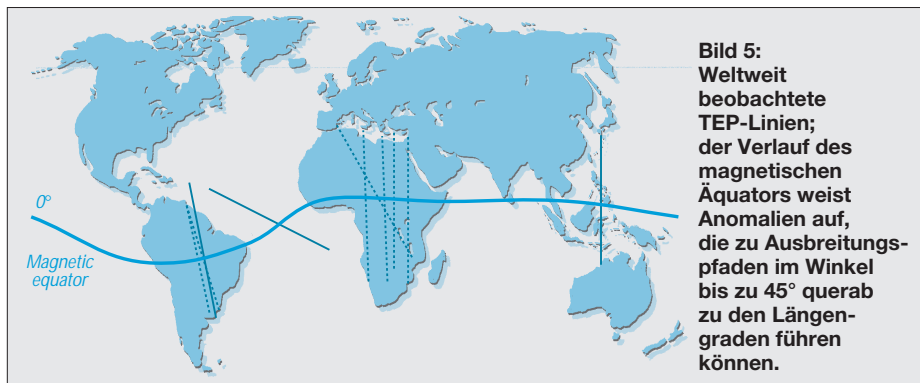 0°
Magnetic
equator
Bild 5:
Weltweit
beobachtete
TEP-Linien;
der Verlauf des
magnetischen
Äquators weist
Anomalien auf,
die zu Ausbreitungs-
pfaden im Winkel
bis zu 45° querab
zu den Längen-
graden führen
können.